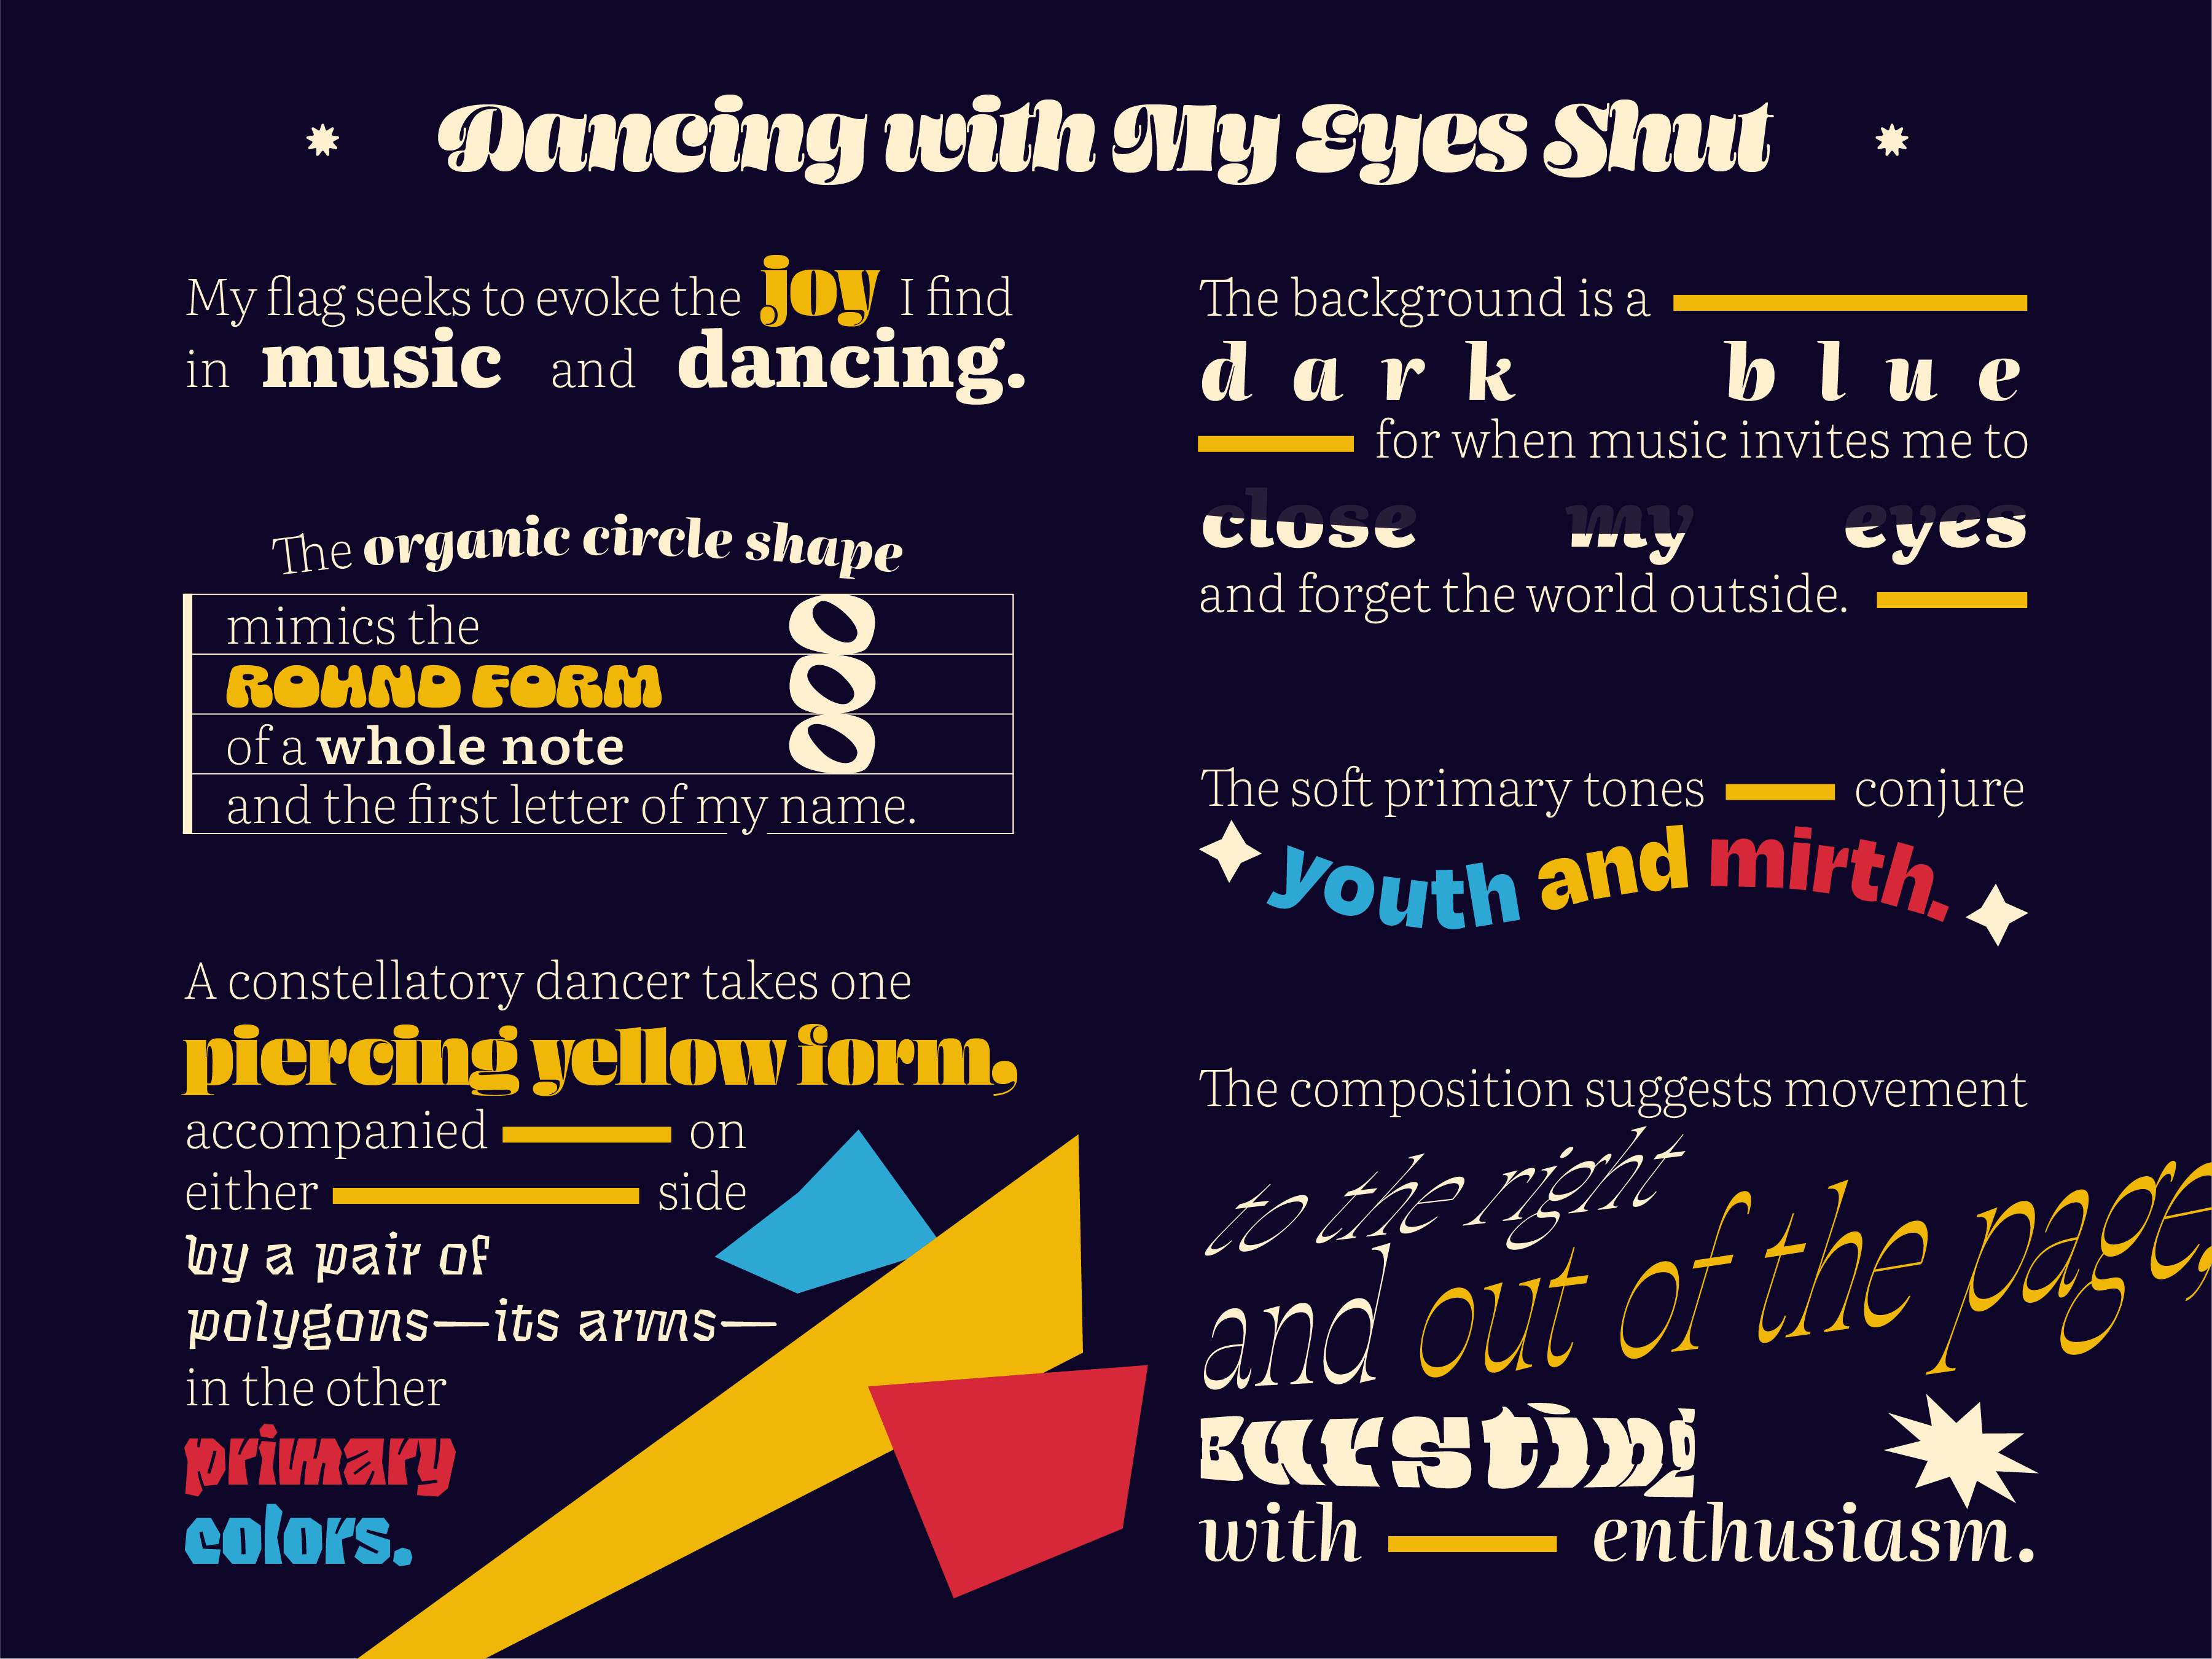 Dancing with My Eyes Shut
My flag seeks to evoke the joy I find
in music and dancing.
The organic circle shape
mimics the
ROUND FORM
of a whole note
and the first letter of my name.
A constellatory dancer takes one
piercing yellow form,
accompanied on
either side
by a pair of
polygons—its arms—
in the other
primary
colors.
The background is a
dark blue
for when music invites me to
close my eyes
and forget the world outside.
The soft primary tones conjure
youth and mirth.
The composition suggests movement
to the right
and out of the page,
Bursting
with enthusiasm.